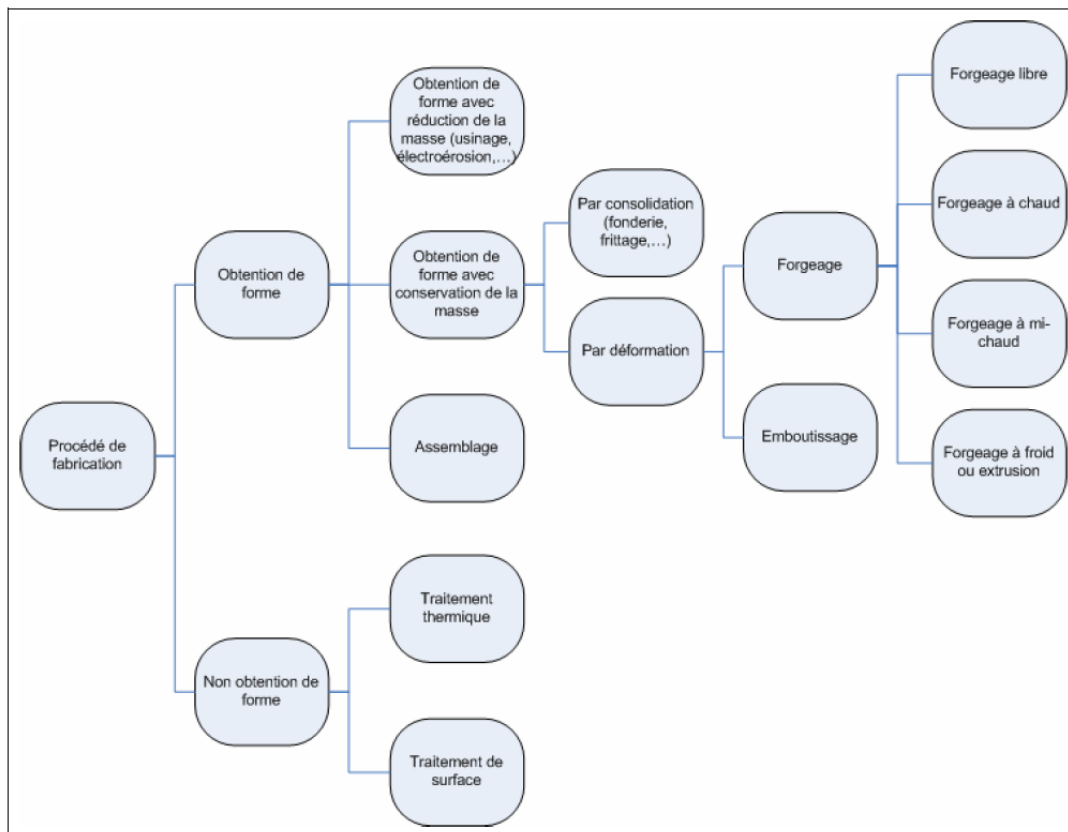 Procédé de
fabrication
Obtention de
forme
Non obtention de
forme
Obtention de
forme avec
réduction de la
masse (usinage,
électroérosion,...)
Obtention de
forme avec
conservation de la
masse
Assemblage
Traitement
thermique
Traitement de
surface
Par consolidation
(fonderie,
frittage,...)
Par déformation
Forgeage
Emboutissage
Forgeage libre
Forgeage à chaud
Forgeage à mi-
chaud
Forgeage à froid
ou extrusion